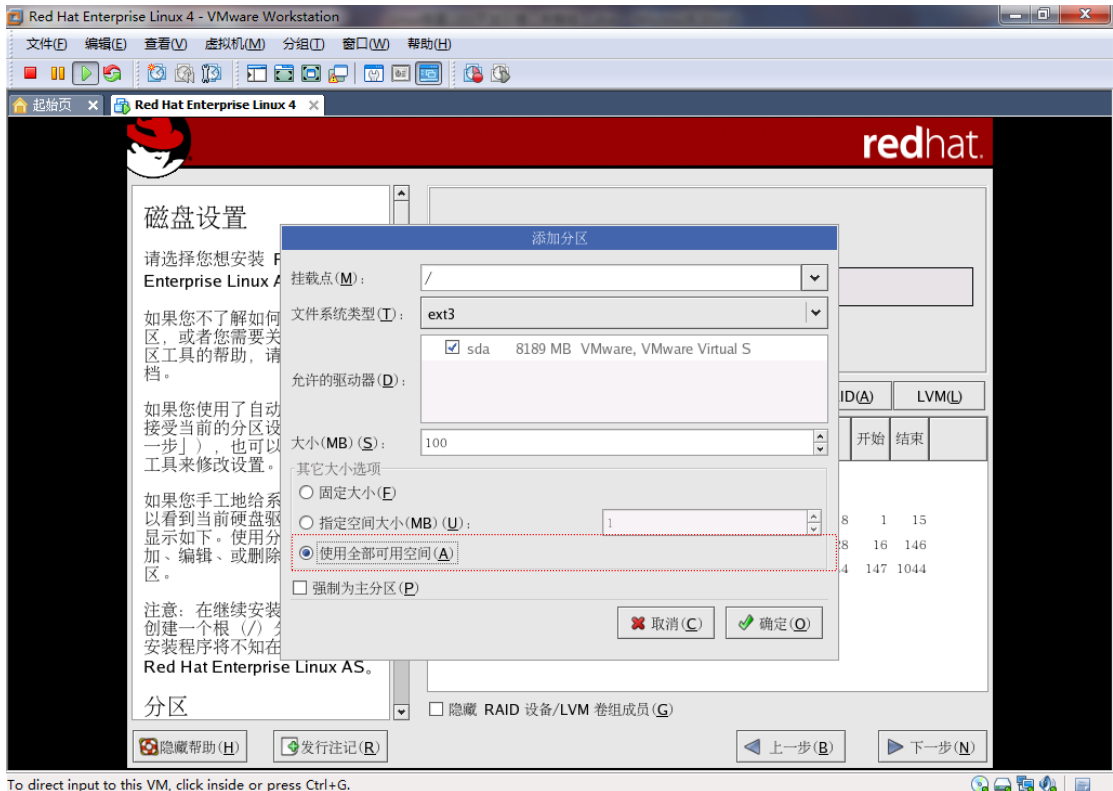 Red Hat Enterprise Linux 4 - VMware Workstation
文件(F) 编辑(E) 查看(V) 虚拟机(M) 分组(T) 窗口(W) 帮助(H)
起始页 Red Hat Enterprise Linux 4
redhat.
磁盘设置
请选择您想安装
Enterprise Linux A
如果您不了解如何
区，或者您需要关
区工具的帮助，请
档。
如果您使用了自动
接受当前的分区设
一步」），也可以
工具来修改设置。
如果您手工地给系
以看到当前硬盘驱
显示如下。使用分
加、编辑、或删除
区。
注意：在继续安装
创建一个根（/）分
安装程序将不知在
Red Hat Enterprise Linux AS。
分区
添加分区
挂载点(M)： /
文件系统类型(T)： ext3
允许的驱动器(D)：
sda 8189 MB VMware, VMware Virtual S
大小(MB)(S)： 100
其它大小选项
固定大小(F)
指定空间大小(MB)(U)： 1
使用全部可用空间(A)
强制为主分区(P)
取消(C) 确定(O)
ID(A) LVM(L)
开始 结束
8 1 15
28 16 146
4 147 1044
隐藏 RAID 设备/LVM 卷组成员(G)
隐藏帮助(H) 发行注记(R) 上一步(B) 下一步(N)
To direct input to this VM, click inside or press Ctrl+G.